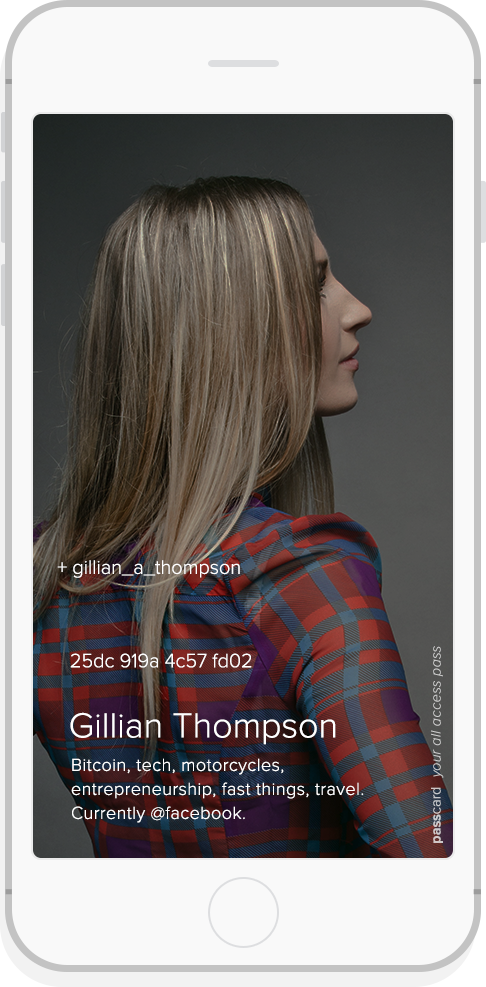 + gillian_a_thompson
25dc 919a 4c57 fd02
Gillian Thompson
Bitcoin, tech, motorcycles,
entrepreneurship, fast things, travel.
Currently @facebook.
passcard your all access pass